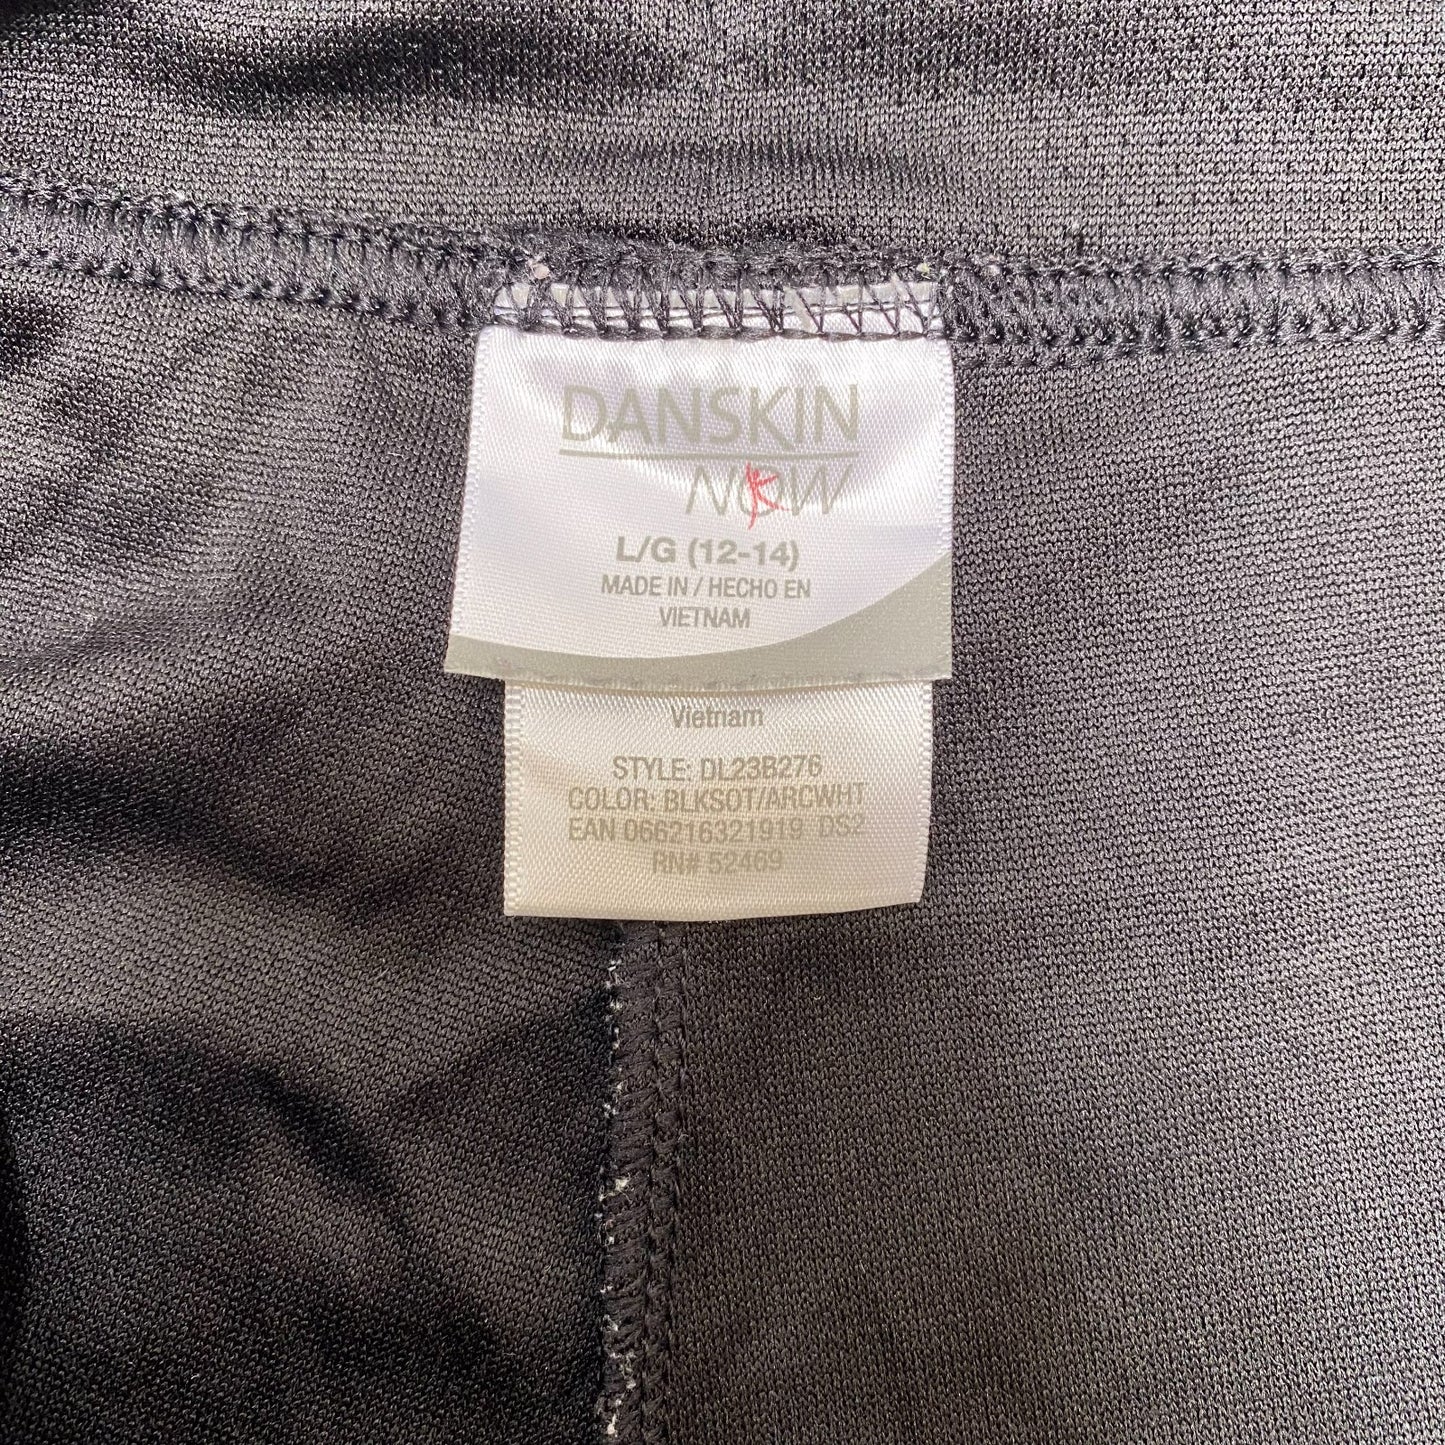 DANSKIN
NOW
L/G (12-14)
MADE IN / HECHO EN
VIETNAM
Vietnam
STYLE: DL23B276
COLOR: BLKSOT/ARCWHT
EAN 066216321919 DS2
RN# 52469